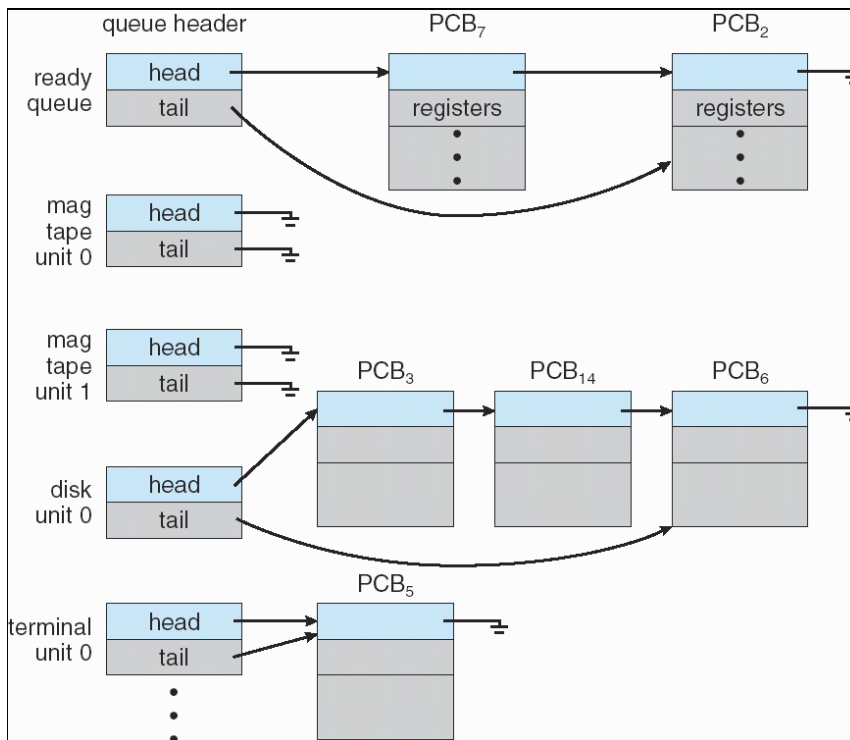 queue header
PCB7
PCB2
ready
queue
head
tail
registers
registers
mag
tape
unit 0
head
tail
mag
tape
unit 1
head
tail
PCB3
PCB14
PCB6
disk
unit 0
head
tail
PCB5
terminal
unit 0
head
tail